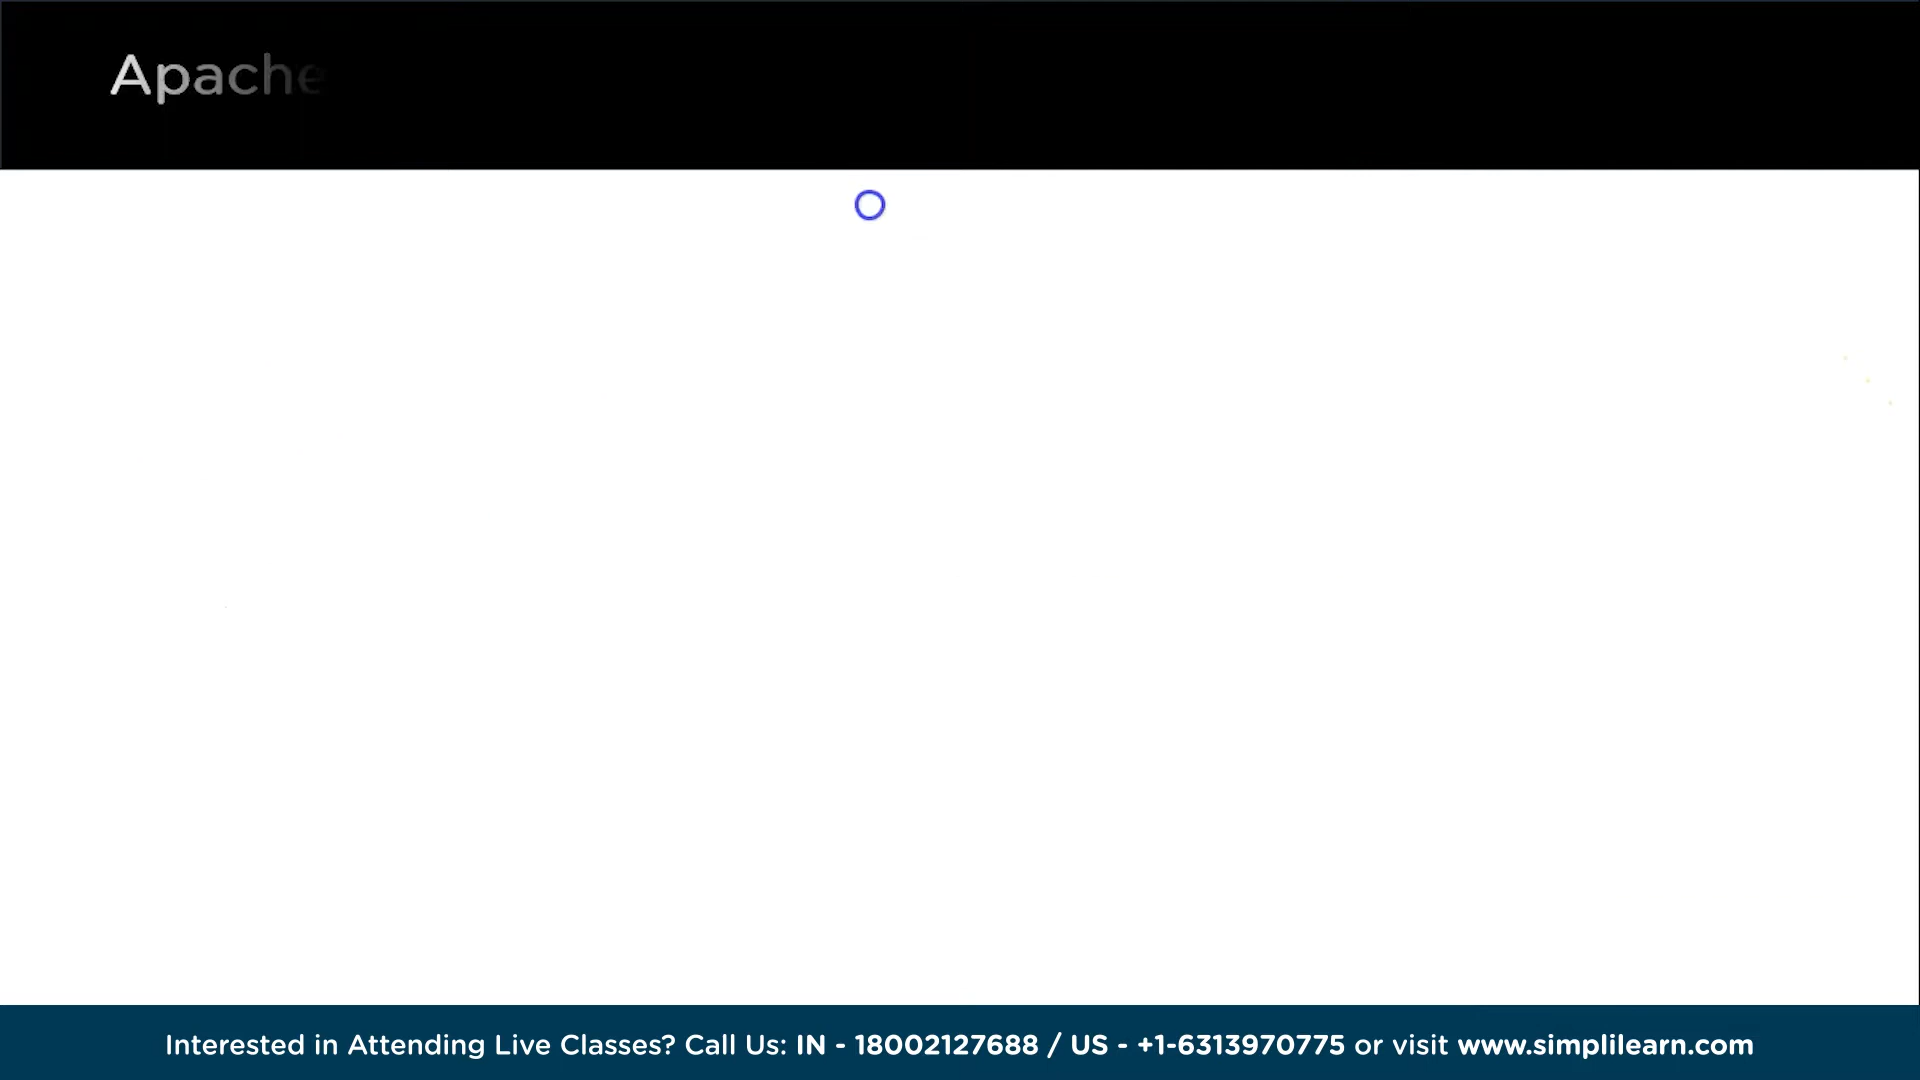 Apache
Interested in Attending Live Classes? Call Us: IN - 18002127688 / US - +1-6313970775 or visit www.simplilearn.com